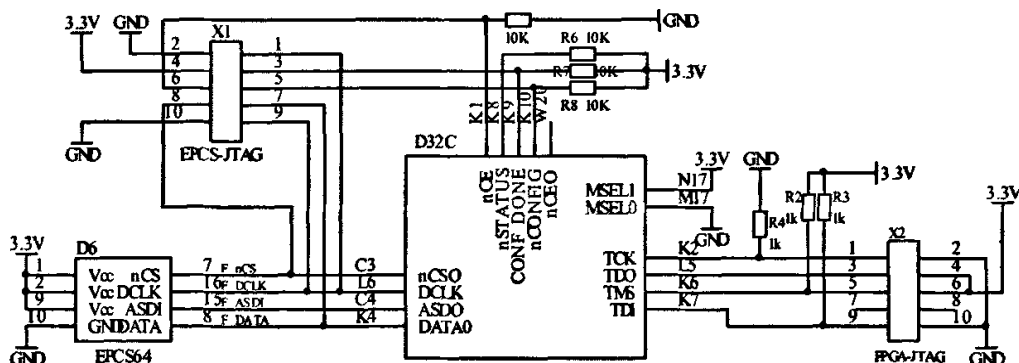 3.3V GND X1 10K GND
2 1 R6 10K
4 3 R7 10K 3.3V
6 5 R8 10K
8 7
10 9
GND EPCS-JTAG
K1 K8 K9 K10 W20
D32C
nCE nSTATUS CONF DONE nCONFIG nCEO
MSEL1 N17 3.3V
MSEL0 M17 GND
GND R4 1k R2 1k R3 1k 3.3V 3.3V
X2
TCK K2 1 2
TDO L5 3 4
TMS K6 5 6
TDI K7 7 8
9 10
FPGA-JTAG GND
3.3V D6
1 Vcc nCS 7 F_nCS C3 nCSO
2 Vcc DCLK 16 F_DCLK L6 DCLK
9 Vcc ASDI 15 F_ASDI C4 ASDO
10 GND DATA 8 F_DATA K4 DATA0
GND EPCS64